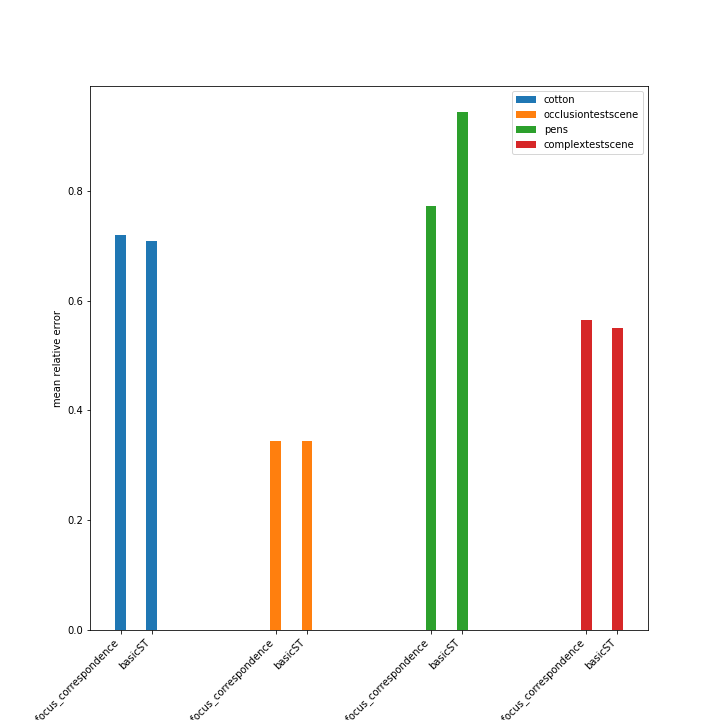 cotton
occlusiontestscene
pens
complextestscene
mean relative error
0.8
0.6
0.4
0.2
0.0
focus_correspondence
basicST
focus_correspondence
basicST
focus_correspondence
basicST
focus_correspondence
basicST